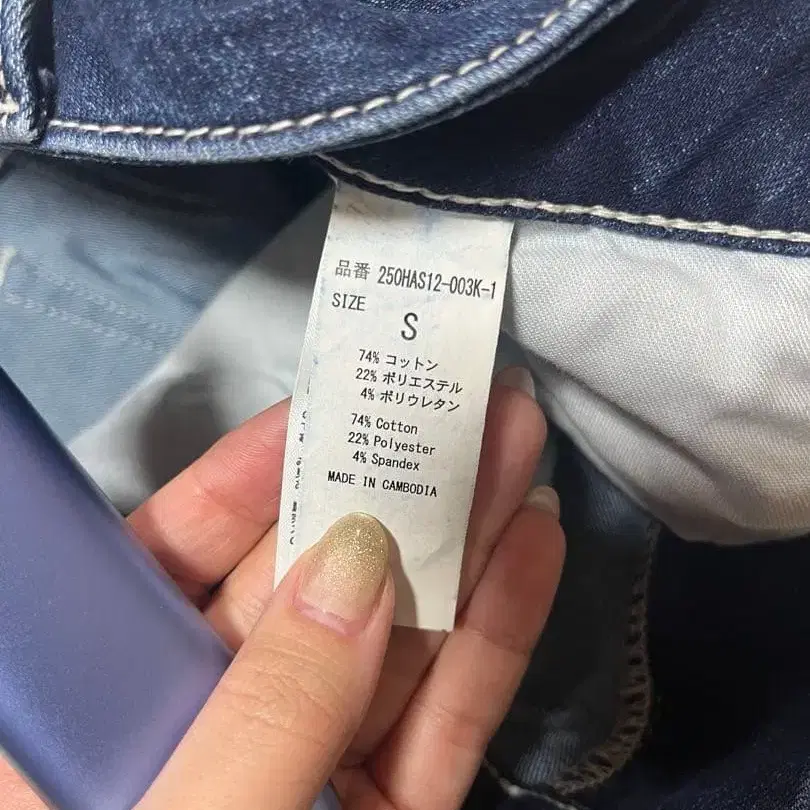 品番 250HAS12-003K-1
SIZE
S
74% コットン
22% ポリエステル
4% ポリウレタン
74% Cotton
22% Polyester
4% Spandex
MADE IN CAMBODIA